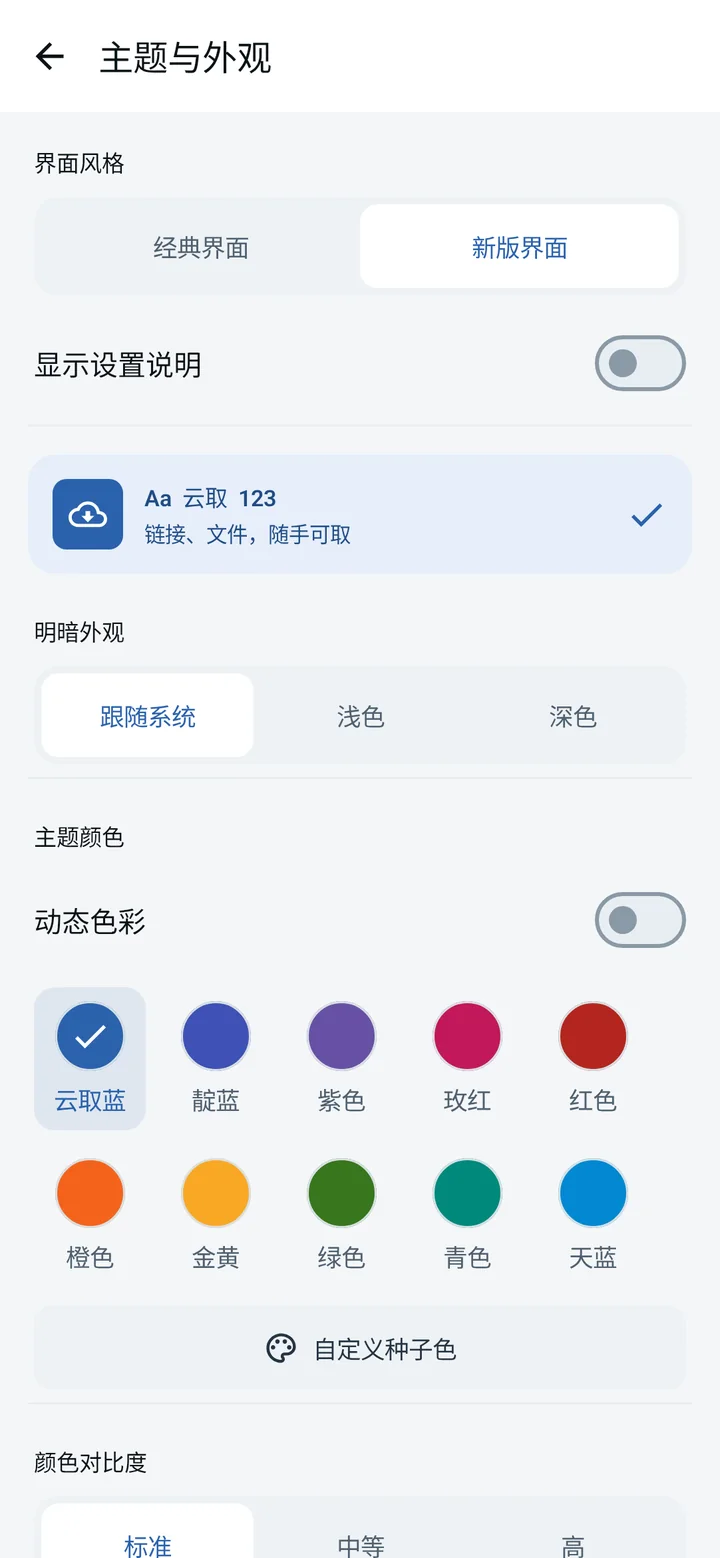 主题与外观
界面风格
经典界面 新版界面
显示设置说明
Aa 云取 123
链接、文件，随手可取
明暗外观
跟随系统 浅色 深色
主题颜色
动态色彩
云取蓝 靛蓝 紫色 玫红 红色
橙色 金黄 绿色 青色 天蓝
自定义种子色
颜色对比度
标准 中等 高